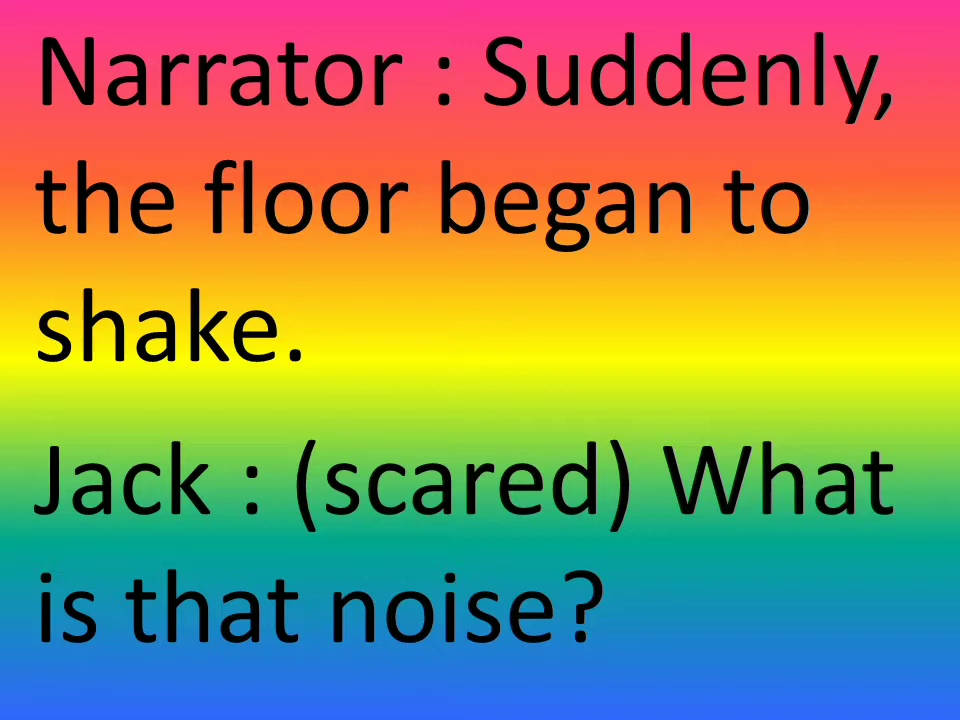 Narrator : Suddenly,
the floor began to
shake.
Jack : (scared) What
is that noise?